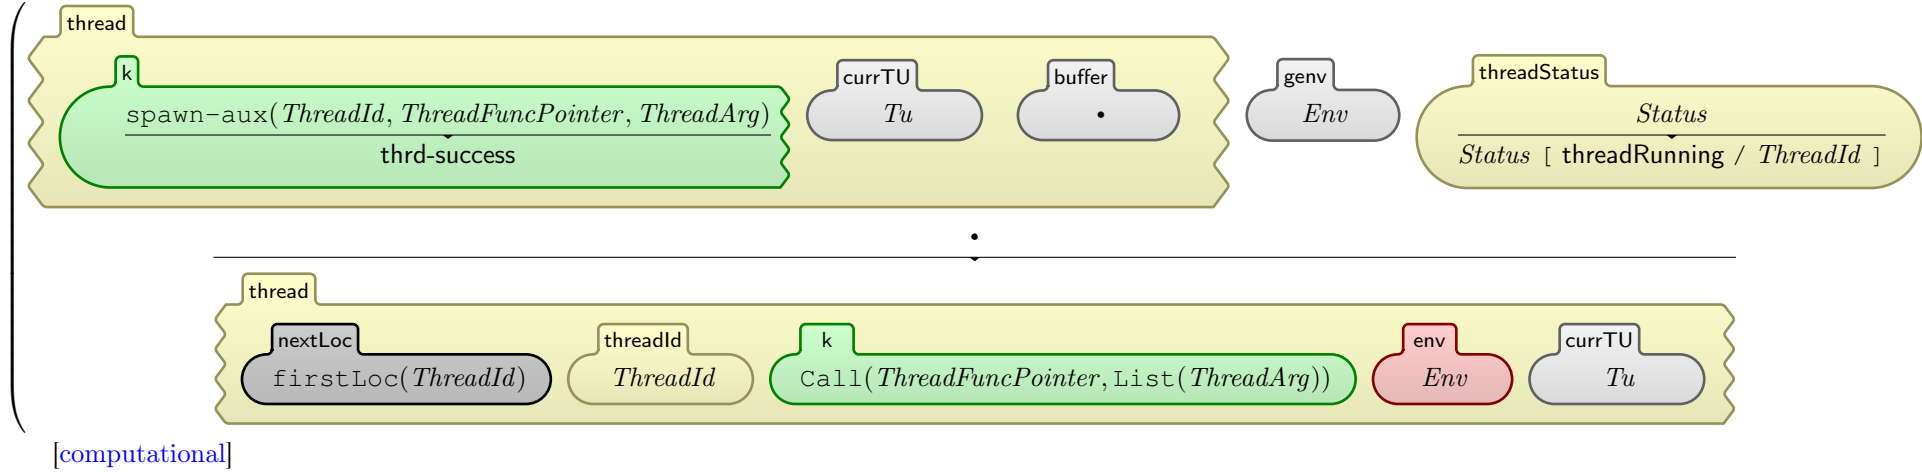 thread
k currTU buffer genv threadStatus
spawn-aux(ThreadId, ThreadFuncPointer, ThreadArg) Tu • Env Status
thrd-success Status [ threadRunning / ThreadId ]
•
thread
nextLoc threadId k env currTU
firstLoc(ThreadId) ThreadId Call(ThreadFuncPointer, List(ThreadArg)) Env Tu
[computational]